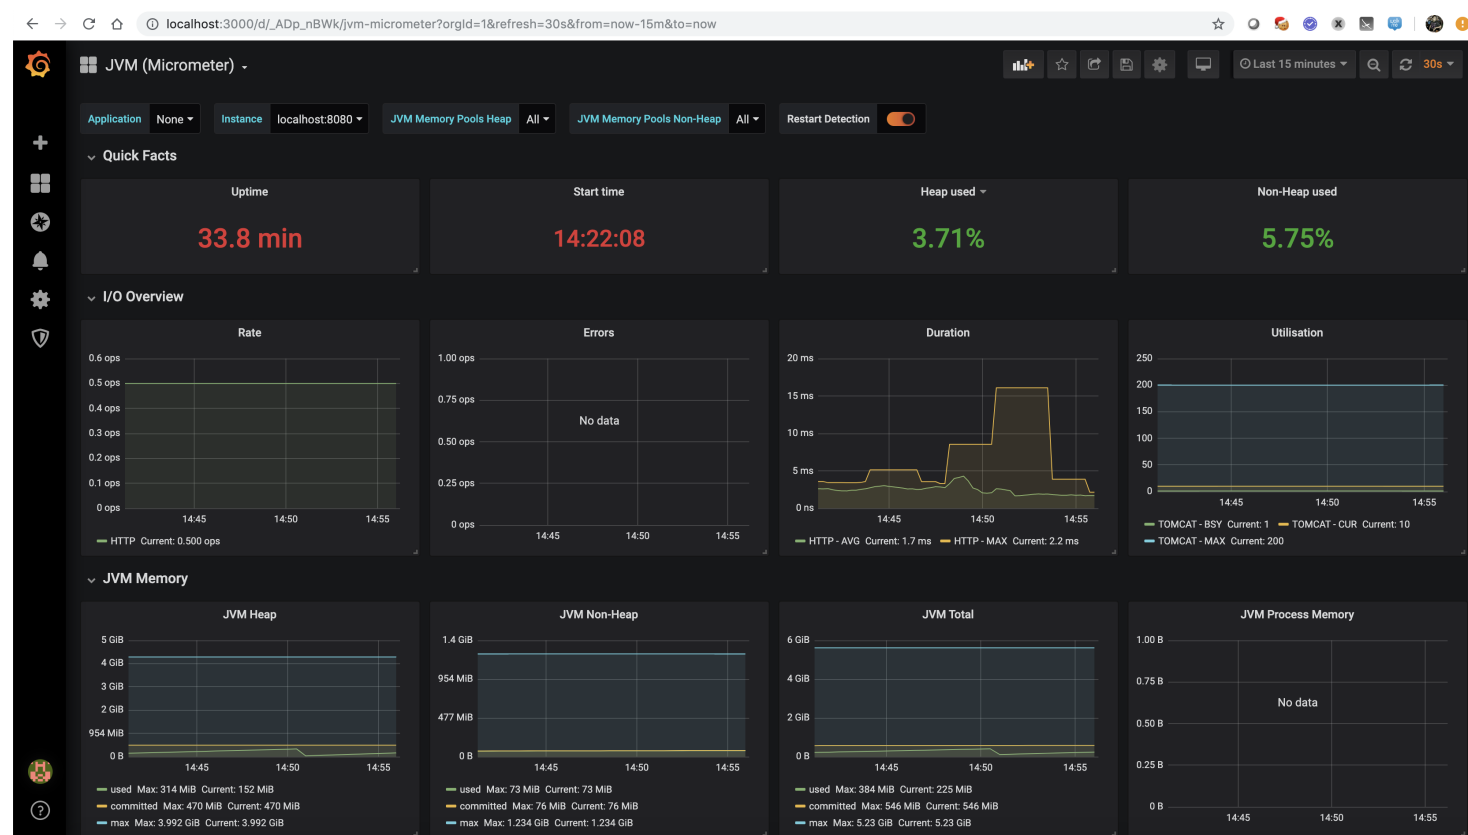 localhost:3000/d/_ADp_nBWk/jvm-micrometer?orgId=1&refresh=30s&from=now-15m&to=now
JVM (Micrometer)
Last 15 minutes
30s
Application None Instance localhost:8080 JVM Memory Pools Heap All JVM Memory Pools Non-Heap All Restart Detection
Quick Facts
Uptime
33.8 min
Start time
14:22:08
Heap used
3.71%
Non-Heap used
5.75%
I/O Overview
Rate
0.6 ops
0.5 ops
0.4 ops
0.3 ops
0.2 ops
0.1 ops
0 ops
14:45 14:50 14:55
HTTP Current: 0.500 ops
Errors
1.00 ops
0.75 ops
No data
0.50 ops
0.25 ops
0 ops
14:45 14:50 14:55
Duration
20 ms
15 ms
10 ms
5 ms
0 ns
14:45 14:50 14:55
HTTP - AVG Current: 1.7 ms HTTP - MAX Current: 2.2 ms
Utilisation
250
200
150
100
50
0
14:45 14:50 14:55
TOMCAT - BSY Current: 1 TOMCAT - CUR Current: 10
TOMCAT - MAX Current: 200
JVM Memory
JVM Heap
5 GiB
4 GiB
3 GiB
2 GiB
954 MiB
0 B
14:45 14:50 14:55
used Max: 314 MiB Current: 152 MiB
committed Max: 470 MiB Current: 470 MiB
max Max: 3.992 GiB Current: 3.992 GiB
JVM Non-Heap
1.4 GiB
954 MiB
477 MiB
0 B
14:45 14:50 14:55
used Max: 73 MiB Current: 73 MiB
committed Max: 76 MiB Current: 76 MiB
max Max: 1.234 GiB Current: 1.234 GiB
JVM Total
6 GiB
4 GiB
2 GiB
0 B
14:45 14:50 14:55
used Max: 384 MiB Current: 225 MiB
committed Max: 546 MiB Current: 546 MiB
max Max: 5.23 GiB Current: 5.23 GiB
JVM Process Memory
1.00 B
0.75 B
No data
0.50 B
0.25 B
0 B
14:45 14:50 14:55